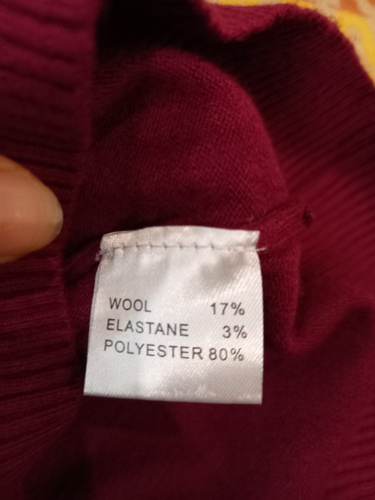 WOOL 17%
ELASTANE 3%
POLYESTER 80%